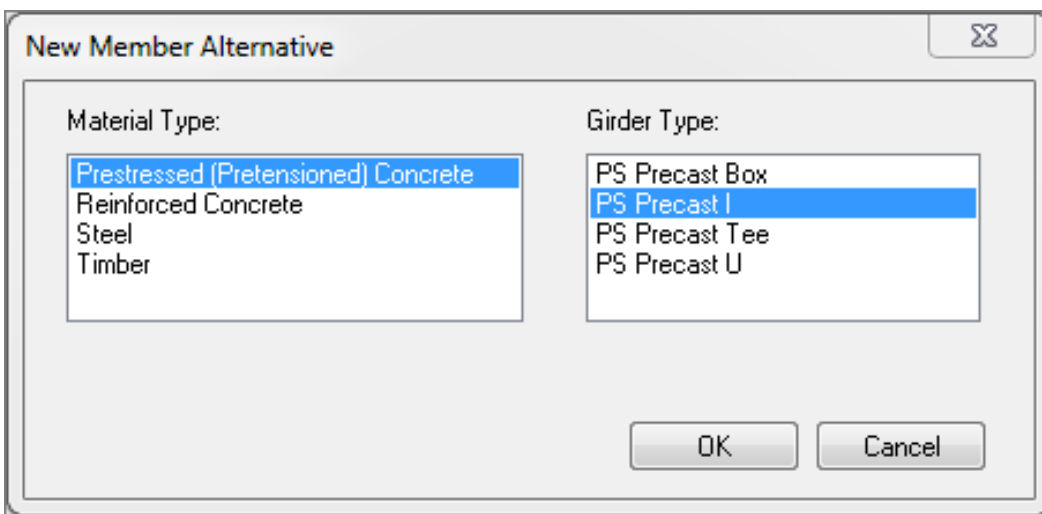 New Member Alternative
Material Type:
Prestressed (Pretensioned) Concrete
Reinforced Concrete
Steel
Timber
Girder Type:
PS Precast Box
PS Precast I
PS Precast Tee
PS Precast U
OK
Cancel